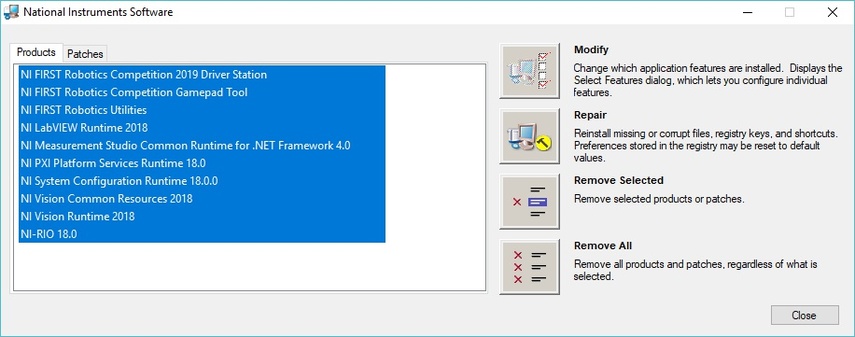 National Instruments Software
Products
Patches
NI FIRST Robotics Competition 2019 Driver Station
NI FIRST Robotics Competition Gamepad Tool
NI FIRST Robotics Utilities
NI LabVIEW Runtime 2018
NI Measurement Studio Common Runtime for .NET Framework 4.0
NI PXI Platform Services Runtime 18.0
NI System Configuration Runtime 18.0.0
NI Vision Common Resources 2018
NI Vision Runtime 2018
NI-RIO 18.0
Modify
Change which application features are installed. Displays the
Select Features dialog, which lets you configure individual
features.
Repair
Reinstall missing or corrupt files, registry keys, and shortcuts.
Preferences stored in the registry may be reset to default
values.
Remove Selected
Remove selected products or patches.
Remove All
Remove all products and patches, regardless of what is
selected.
Close